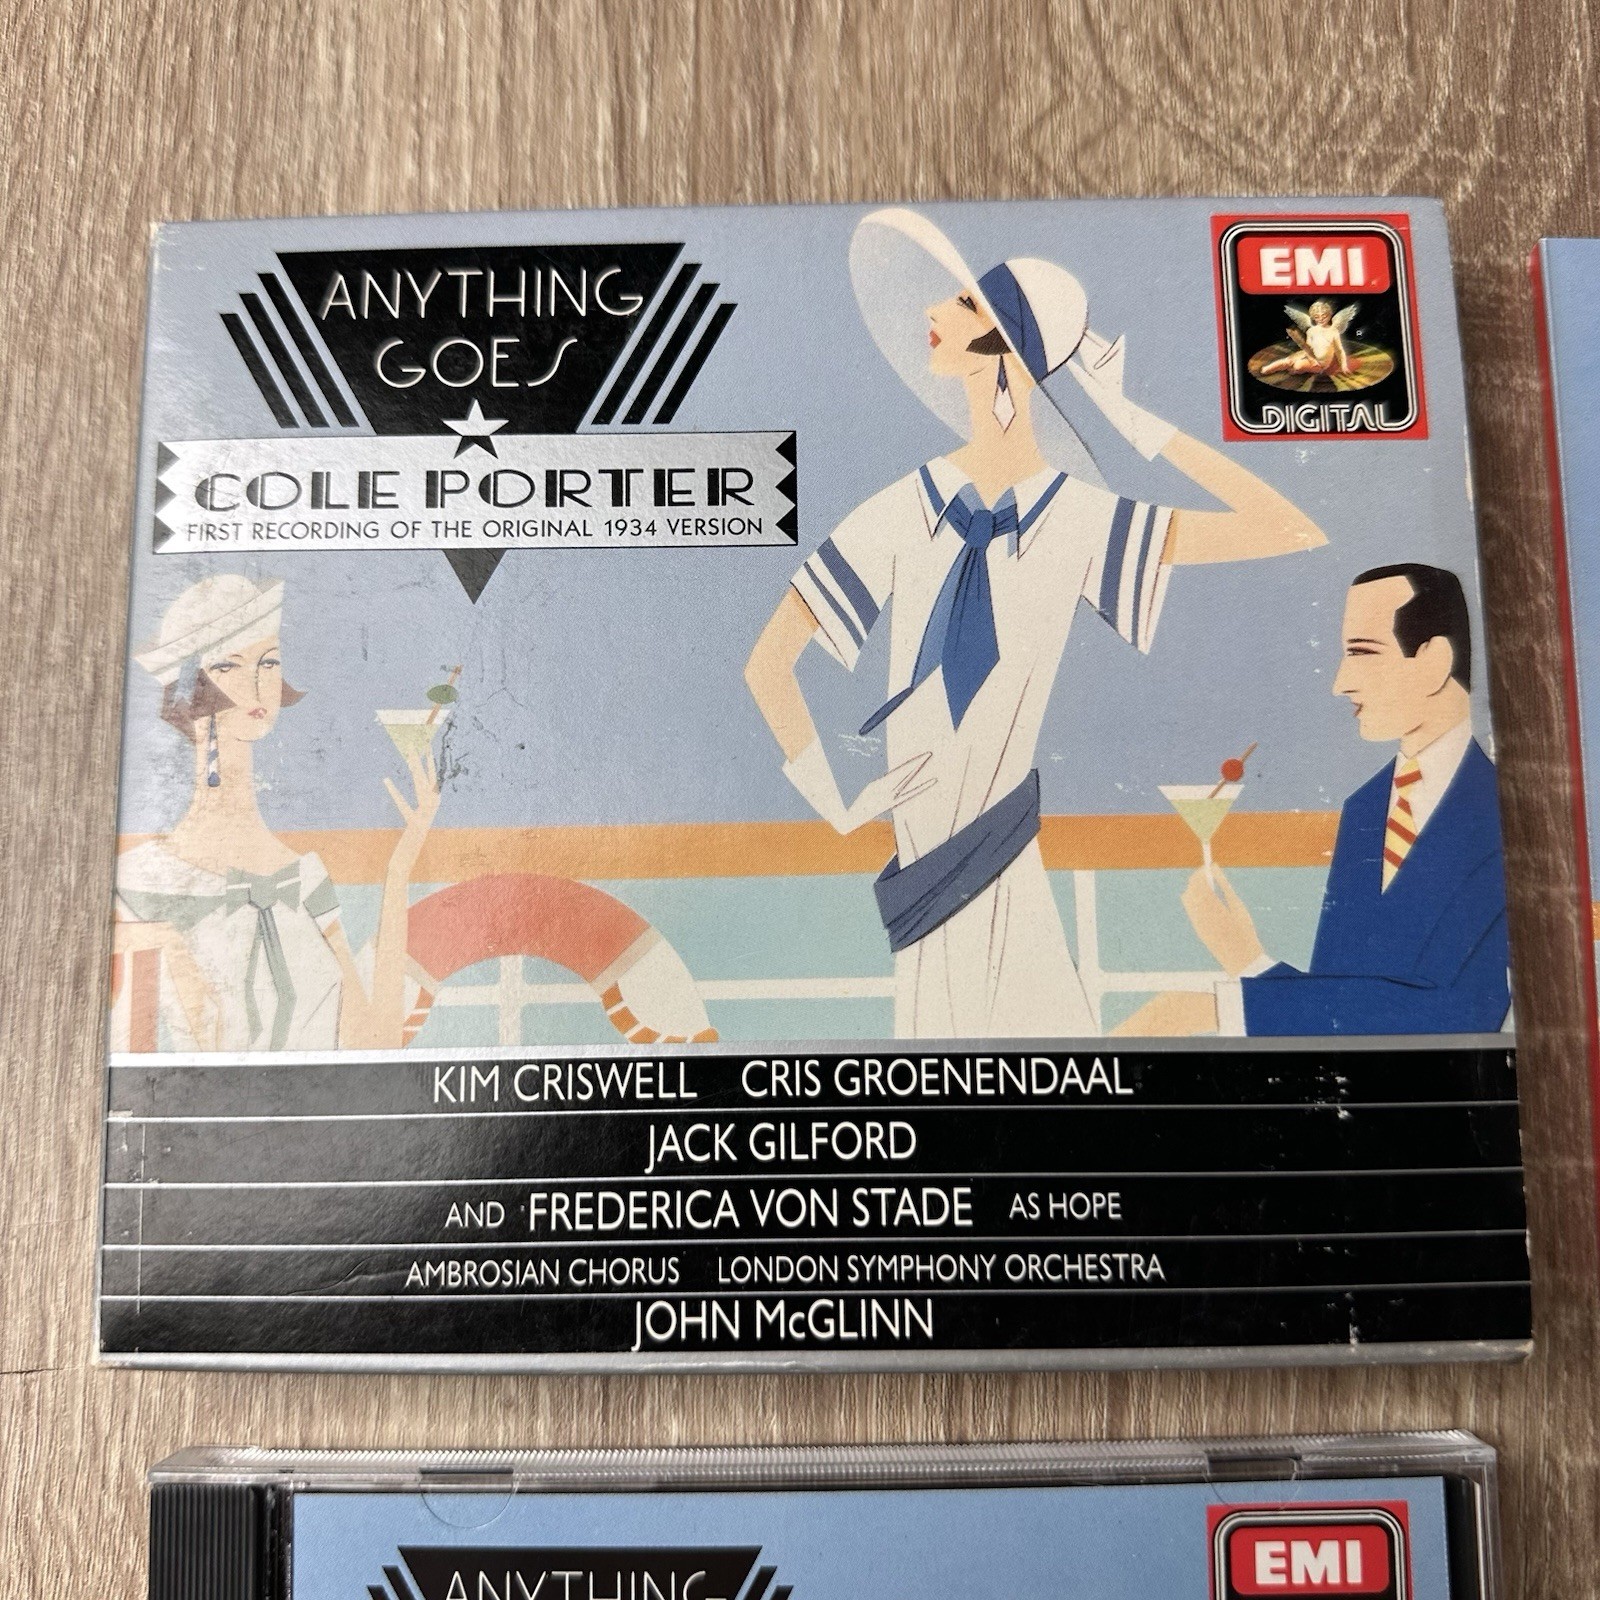 ANYTHING
GOES
COLE PORTER
FIRST RECORDING OF THE ORIGINAL 1934 VERSION
EMI
DIGITAL
KIM CRISWELL CRIS GROENENDAAL
JACK GILFORD
AND FREDERICA VON STADE AS HOPE
AMBROSIAN CHORUS LONDON SYMPHONY ORCHESTRA
JOHN McGLINN
ANYTHING
EMI